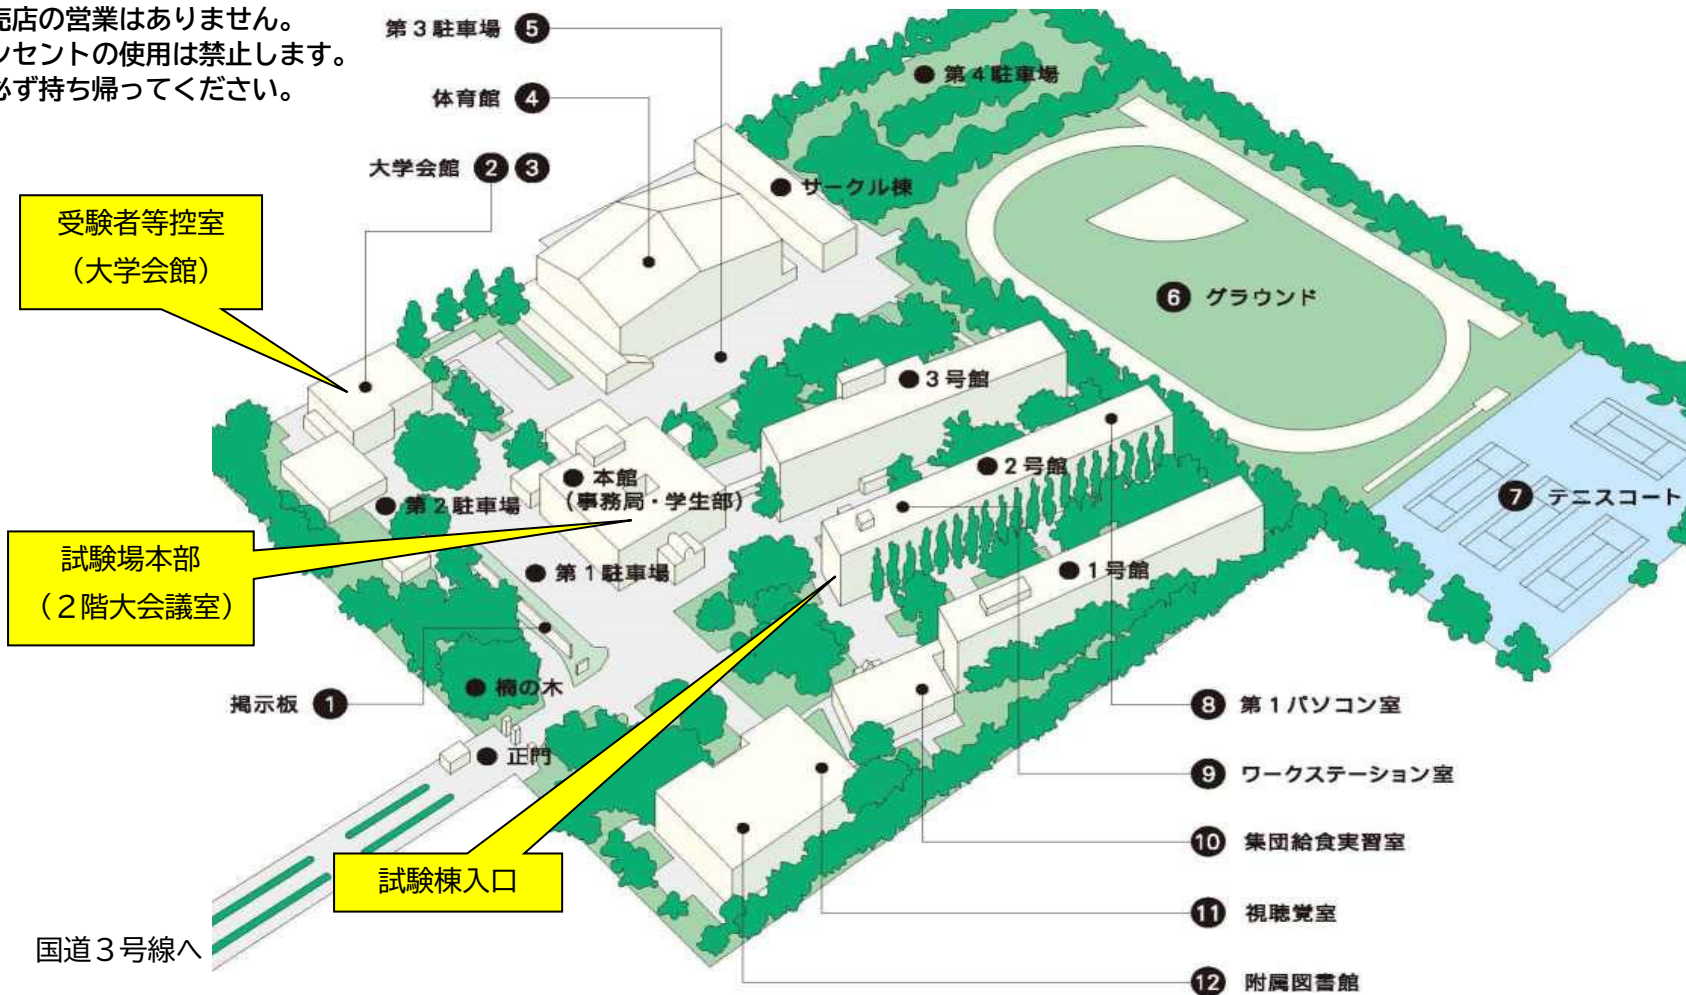 売店の営業はありません。
ンセントの使用は禁止します。
必ず持ち帰ってください。
第3駐車場 5
体育館 4
大学会館 2 3
● 第4駐車場
● サークル棟
受験者等控室
（大学会館）
6 グラウンド
● 3号館
● 2号館
● 本館
（事務局・学生部）
7 テニスコート
● 第2駐車場
試験場本部
（２階大会議室）
● 第1駐車場
● 1号館
● 楠の木
掲示板 1
● 正門
8 第1パソコン室
9 ワークステーション室
10 集団給食実習室
試験棟入口
11 視聴覚室
国道３号線へ
12 附属図書館